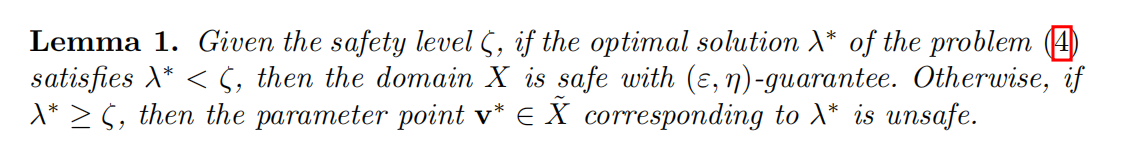 Lemma 1. Given the safety level ζ, if the optimal solution λ* of the problem (4)
satisfies λ* < ζ, then the domain X is safe with (ε, η)-guarantee. Otherwise, if
λ* ≥ ζ, then the parameter point v* ∈ X̃ corresponding to λ* is unsafe.